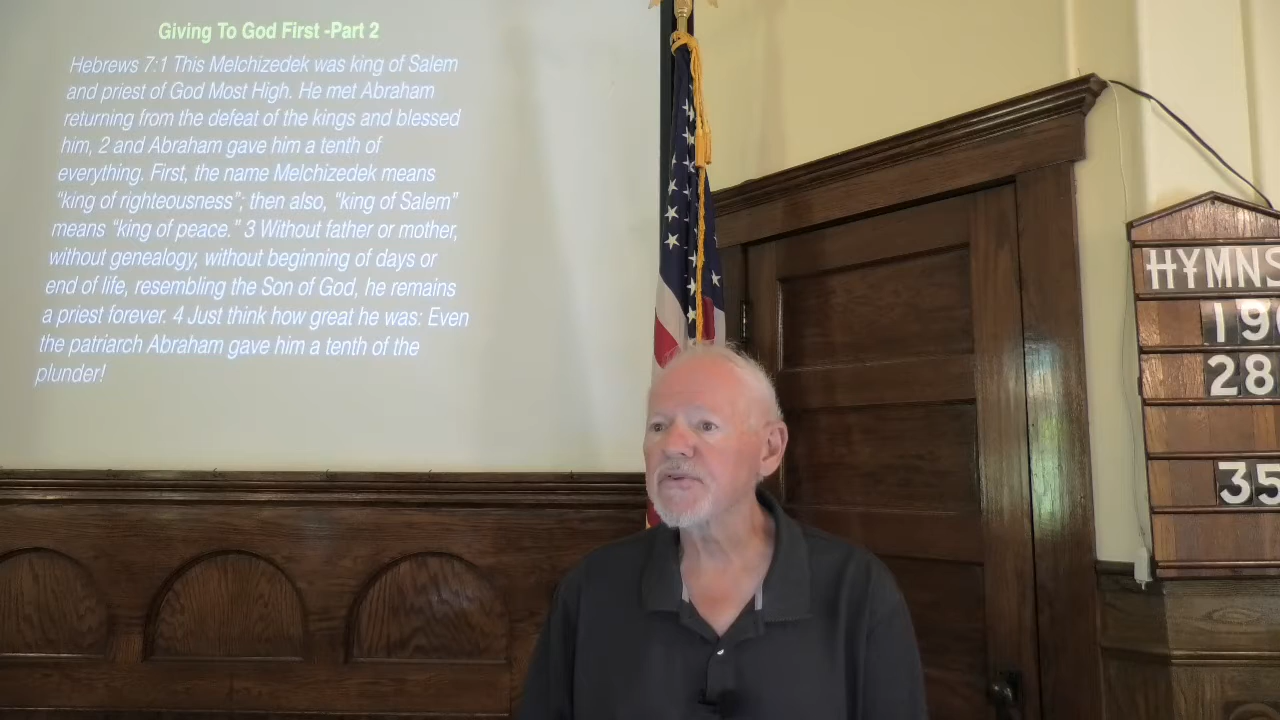 Giving To God First -Part 2
Hebrews 7:1 This Melchizedek was king of Salem
and priest of God Most High. He met Abraham
returning from the defeat of the kings and blessed
him, 2 and Abraham gave him a tenth of
everything. First, the name Melchizedek means
“king of righteousness”; then also, “king of Salem”
means “king of peace.” 3 Without father or mother,
without genealogy, without beginning of days or
end of life, resembling the Son of God, he remains
a priest forever. 4 Just think how great he was: Even
the patriarch Abraham gave him a tenth of the
plunder!
HYMNS
19
28
35